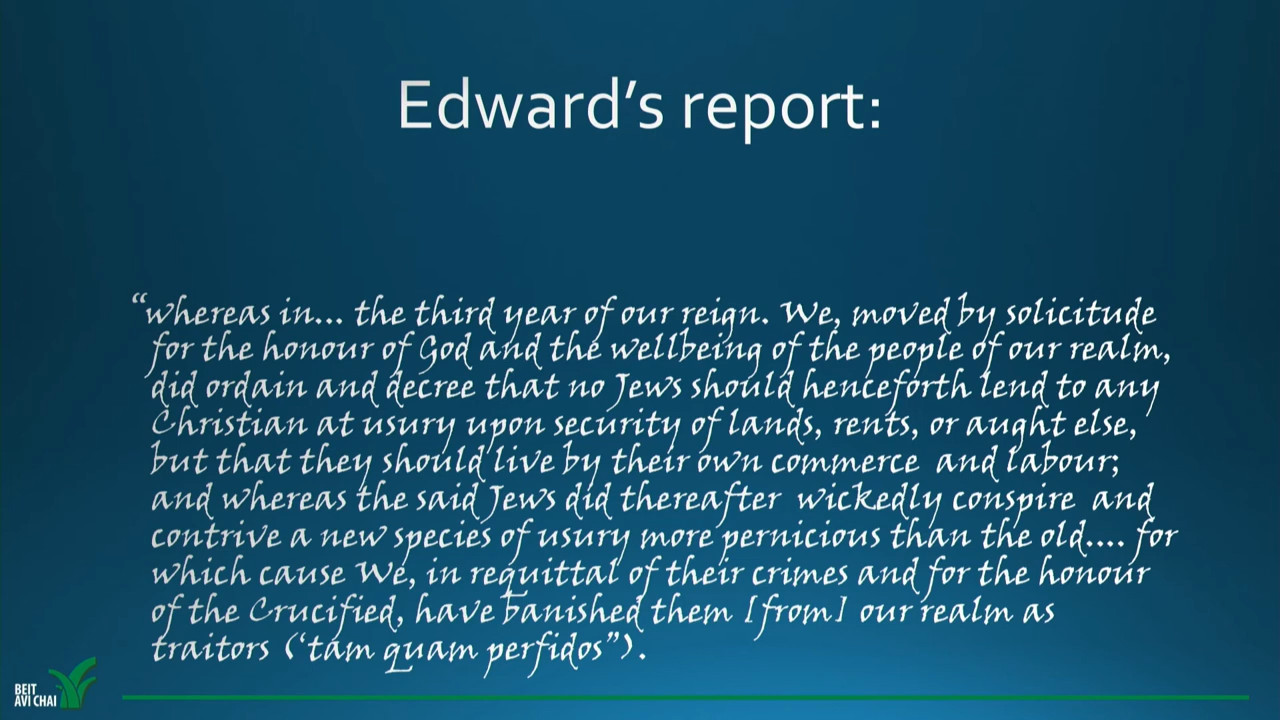 Edward's report:
“whereas in... the third year of our reign. We, moved by solicitude
for the honour of God and the wellbeing of the people of our realm,
did ordain and decree that no Jews should henceforth lend to any
Christian at usury upon security of lands, rents, or aught else,
but that they should live by their own commerce and labour;
and whereas the said Jews did thereafter wickedly conspire and
contrive a new species of usury more pernicious than the old.... for
which cause We, in requittal of their crimes and for the honour
of the Crucified, have banished them [from] our realm as
traitors (‘tam quam perfidos”).
BEIT
AVI CHAI